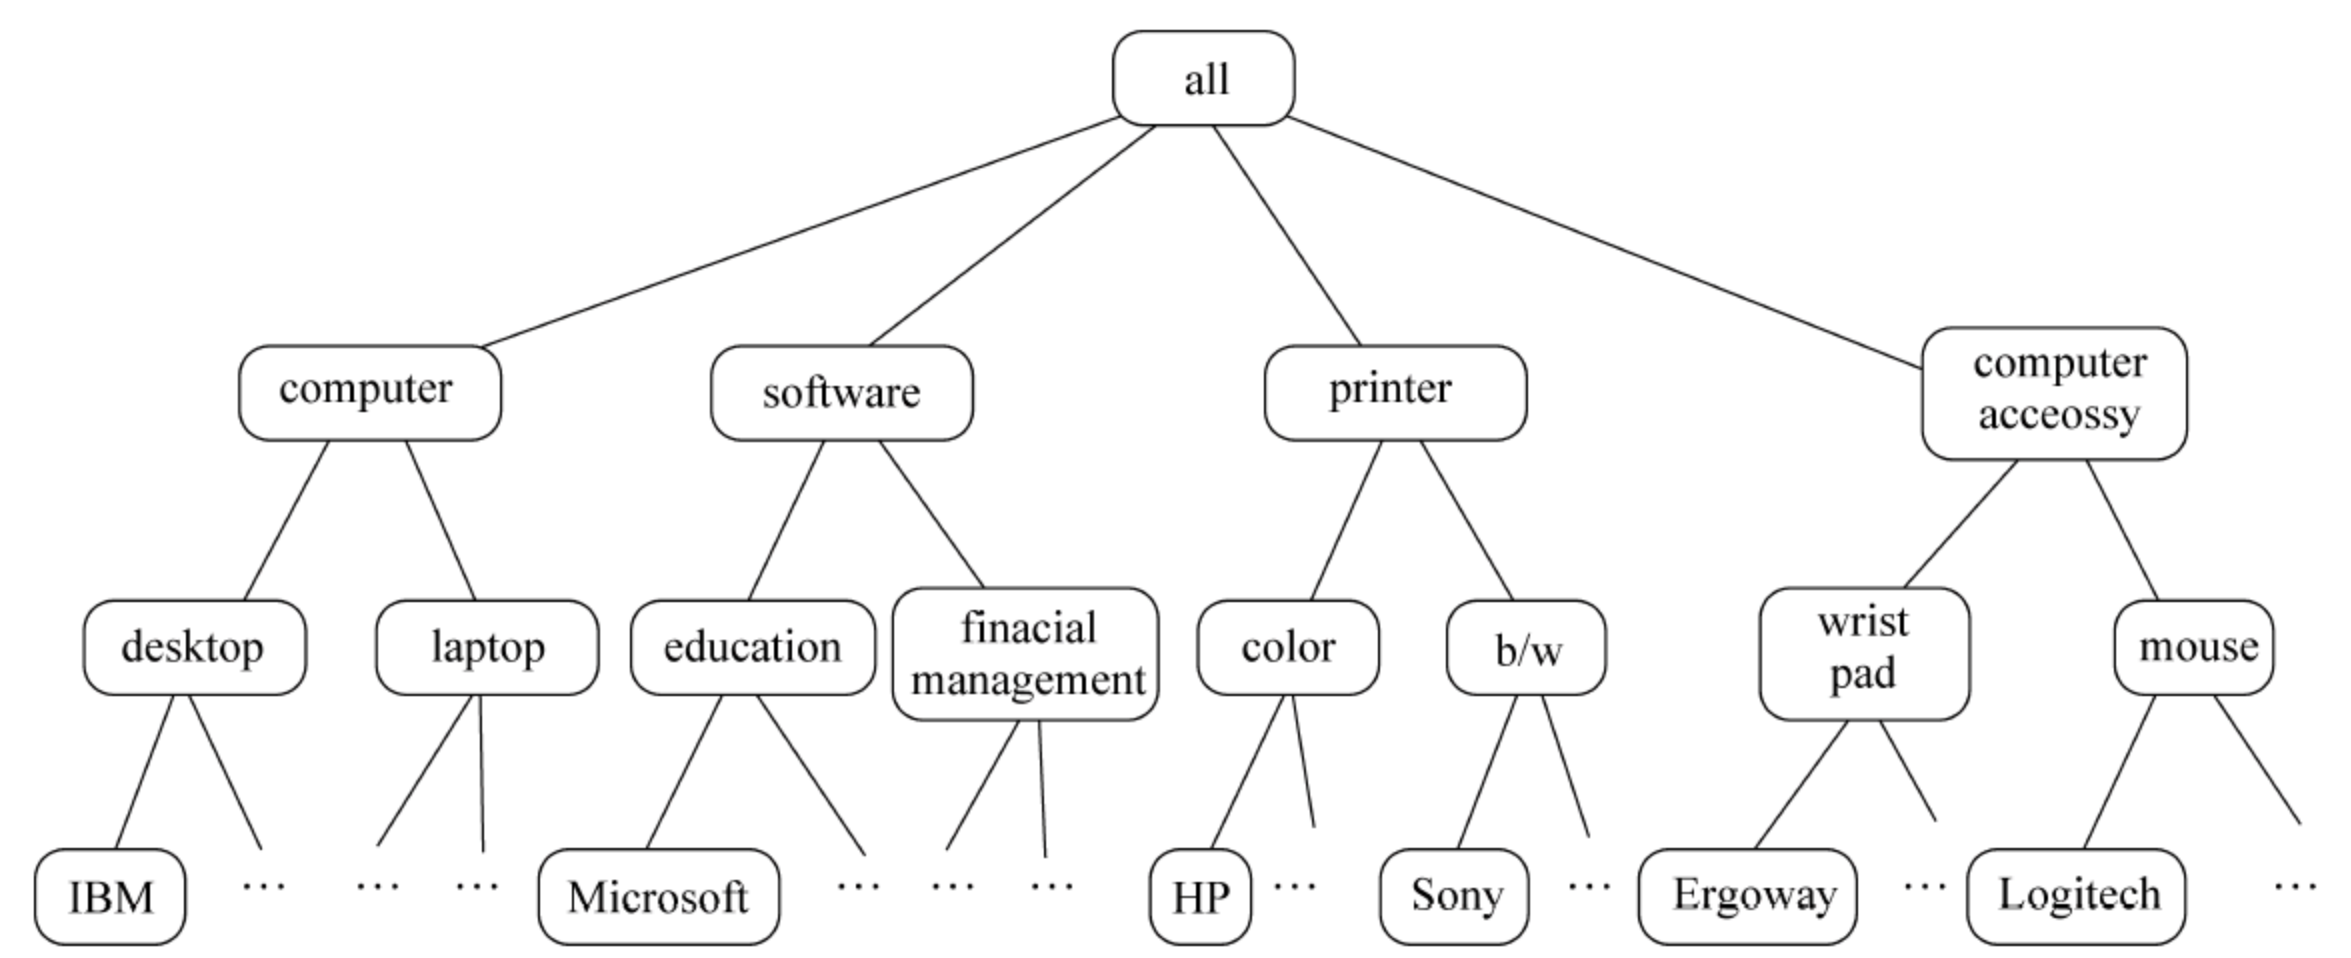 all
computer
software
printer
computer
acceossy
desktop
laptop
education
finacial
management
color
b/w
wrist
pad
mouse
IBM
...
...
...
Microsoft
...
...
...
HP
...
Sony
...
Ergoway
...
Logitech
...